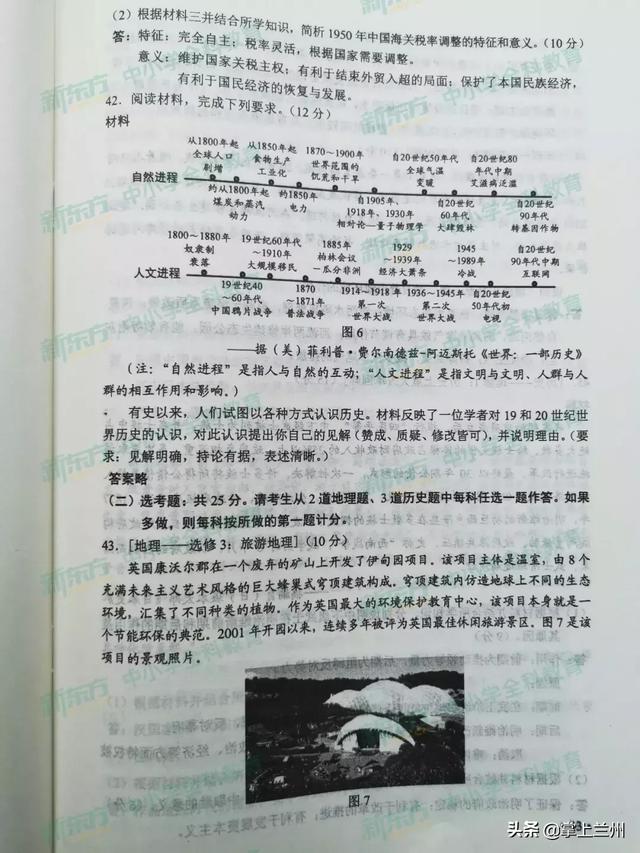 (2) 根据材料三并结合所学知识，简析1950年中国海关税率调整的特征和意义。(10分)
答：特征：完全自主；税率灵活，根据国家需要调整。
意义：维护国家关税主权；有利于结束外贸入超的局面；保护了本国民族经济，
有利于国民经济的恢复与发展。
42．阅读材料，完成下列要求。(12分)
材料
从1800年起 从1850年起 1870～1900年 自20世纪50年代 自20世纪80
全球人口 食物生产 世界范围的 全球气温 年代中期
剧增 工业化 饥荒和干旱 变暖 艾滋病泛滥
自然进程
约从1800年起 约1850年 自1905年、 自20世纪 自20世纪
煤炭和蒸汽 电力 1918年、1930年 60年代 90年代
动力 相对论—量子物理学 大肆毁林 转基因作物
1800～1880年 19世纪60年代 1885年 1929 1945 自20世纪
奴隶制 ～1910年 柏林会议 ～1939年 ～1989年 90年代中期
衰落 大规模移民 —瓜分非洲 经济大萧条 冷战 互联网
人文进程
19世纪40 1870 1914～1918年 1936～1945年 自20世纪
～60年代 ～1871年 第一次 第二次 50年代初
中国鸦片战争 普法战争 世界大战 世界大战 电视
图6
——据（美）菲利普·费尔南德兹-阿迈斯托《世界：一部历史》
（注：“自然进程”是指人与自然的互动；“人文进程”是指文明与文明、人群与人
群的相互作用和影响。）
有史以来，人们试图以各种方式认识历史。材料反映了一位学者对19和20世纪世
界历史的认识，对此认识提出你自己的见解（赞成、质疑、修改皆可），并说明理由。（要
求：见解明确，持论有据，表述清晰。）
答案略
（二）选考题：共25分。请考生从2道地理题、3道历史题中每科任选一题作答。如果
多做，则每科按所做的第一题计分。
43．[地理——选修3：旅游地理]（10分）
英国康沃尔郡在一个废弃的矿山上开发了伊甸园项目。该项目主体是温室，由8个
充满未来主义艺术风格的巨大蜂巢式穹顶建筑构成。穹顶建筑内仿造地球上不同的生态
环境，汇集了不同种类的植物。作为英国最大的环境保护教育中心，该项目本身就是一
个节能环保的典范。2001年开园以来，连续多年被评为英国最佳休闲旅游景区。图7是该
项目的景观照片。
图7
头条 @掌上兰州
新东方 中小学全科教育